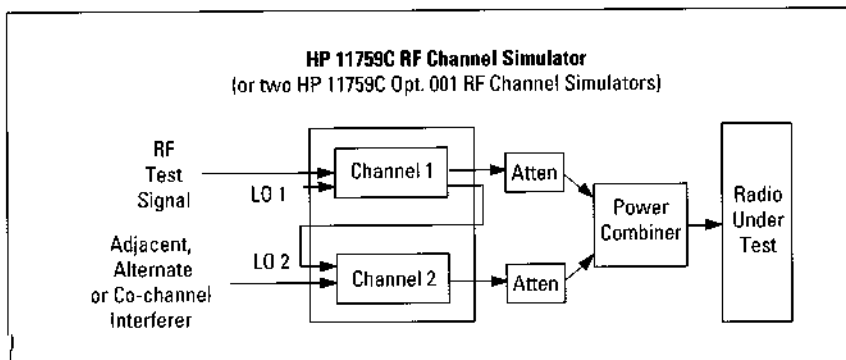 HP 11759C RF Channel Simulator
(or two HP 11759C Opt. 001 RF Channel Simulators)
RF
Test
Signal
LO 1
Channel 1
Atten
Adjacent,
Alternate
or Co-channel
Interferer
LO 2
Channel 2
Atten
Power
Combiner
Radio
Under
Test